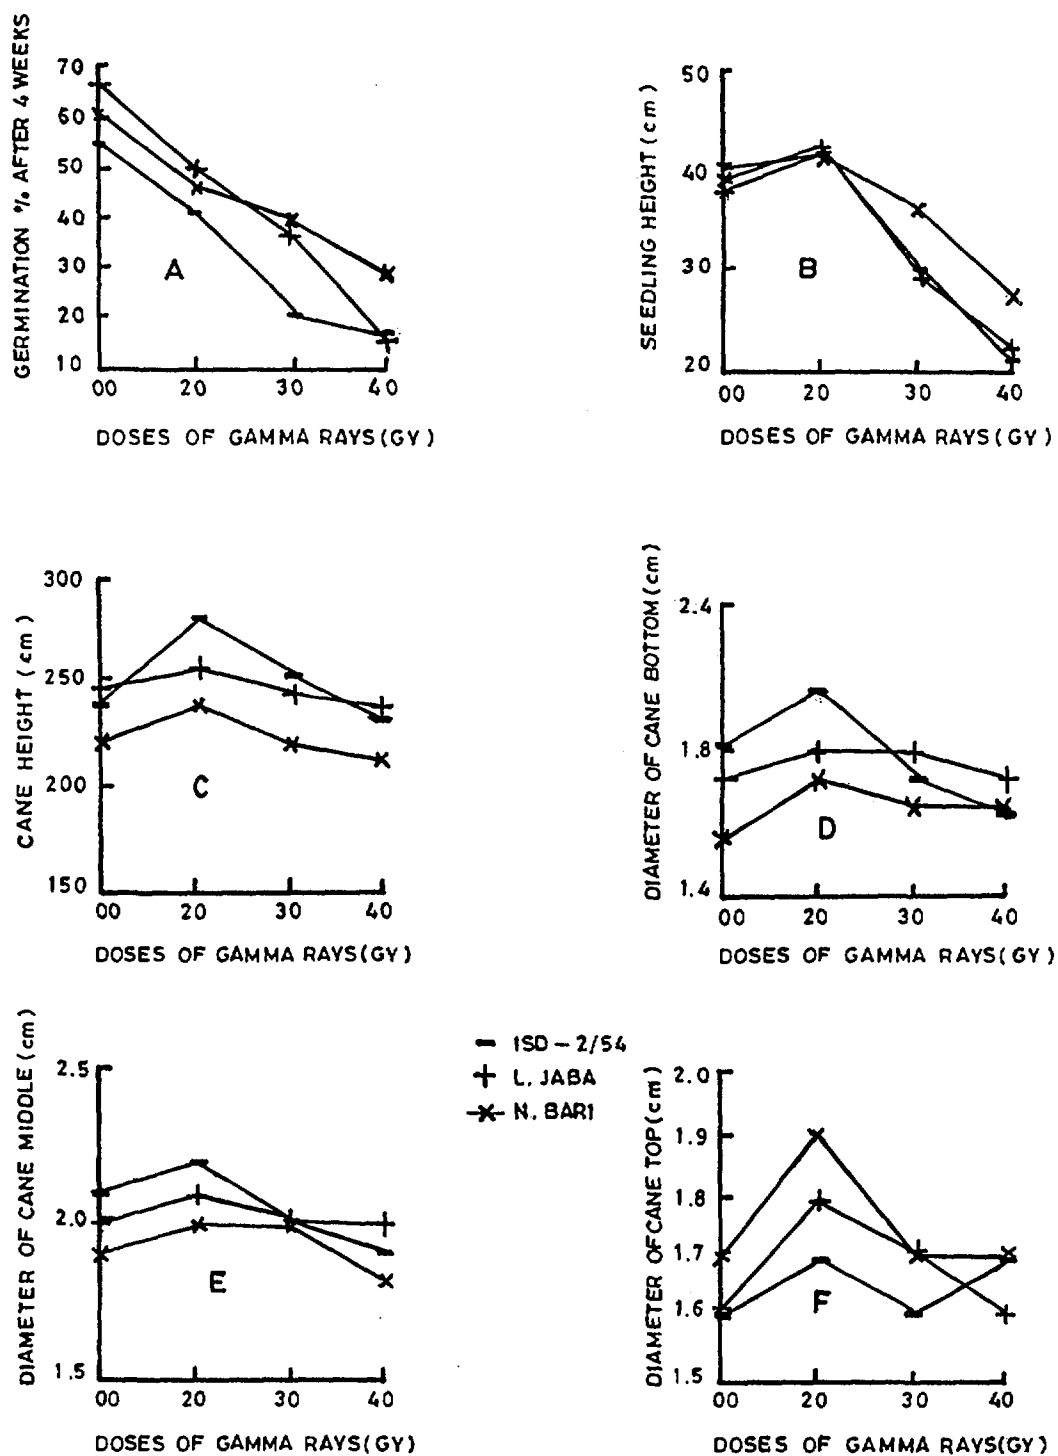 GERMINATION % AFTER 4 WEEKS
70
60
50
40
30
20
10
A
00 20 30 40
DOSES OF GAMMA RAYS(GY)
SEEDLING HEIGHT(cm)
50
40
30
20
B
00 20 30 40
DOSES OF GAMMA RAYS(GY)
CANE HEIGHT (cm)
300
250
200
150
C
00 20 30 40
DOSES OF GAMMA RAYS(GY)
DIAMETER OF CANE BOTTOM(cm)
2.4
1.8
1.4
D
00 20 30 40
DOSES OF GAMMA RAYS(GY)
DIAMETER OF CANE MIDDLE(cm)
2.5
2.0
1.5
E
00 20 30 40
DOSES OF GAMMA RAYS(GY)
ISD-2/54
L. JABA
N. BARI
DIAMETER OF CANE TOP(cm)
2.0
1.9
1.8
1.7
1.6
1.5
F
00 20 30 40
DOSES OF GAMMA RAYS(GY)